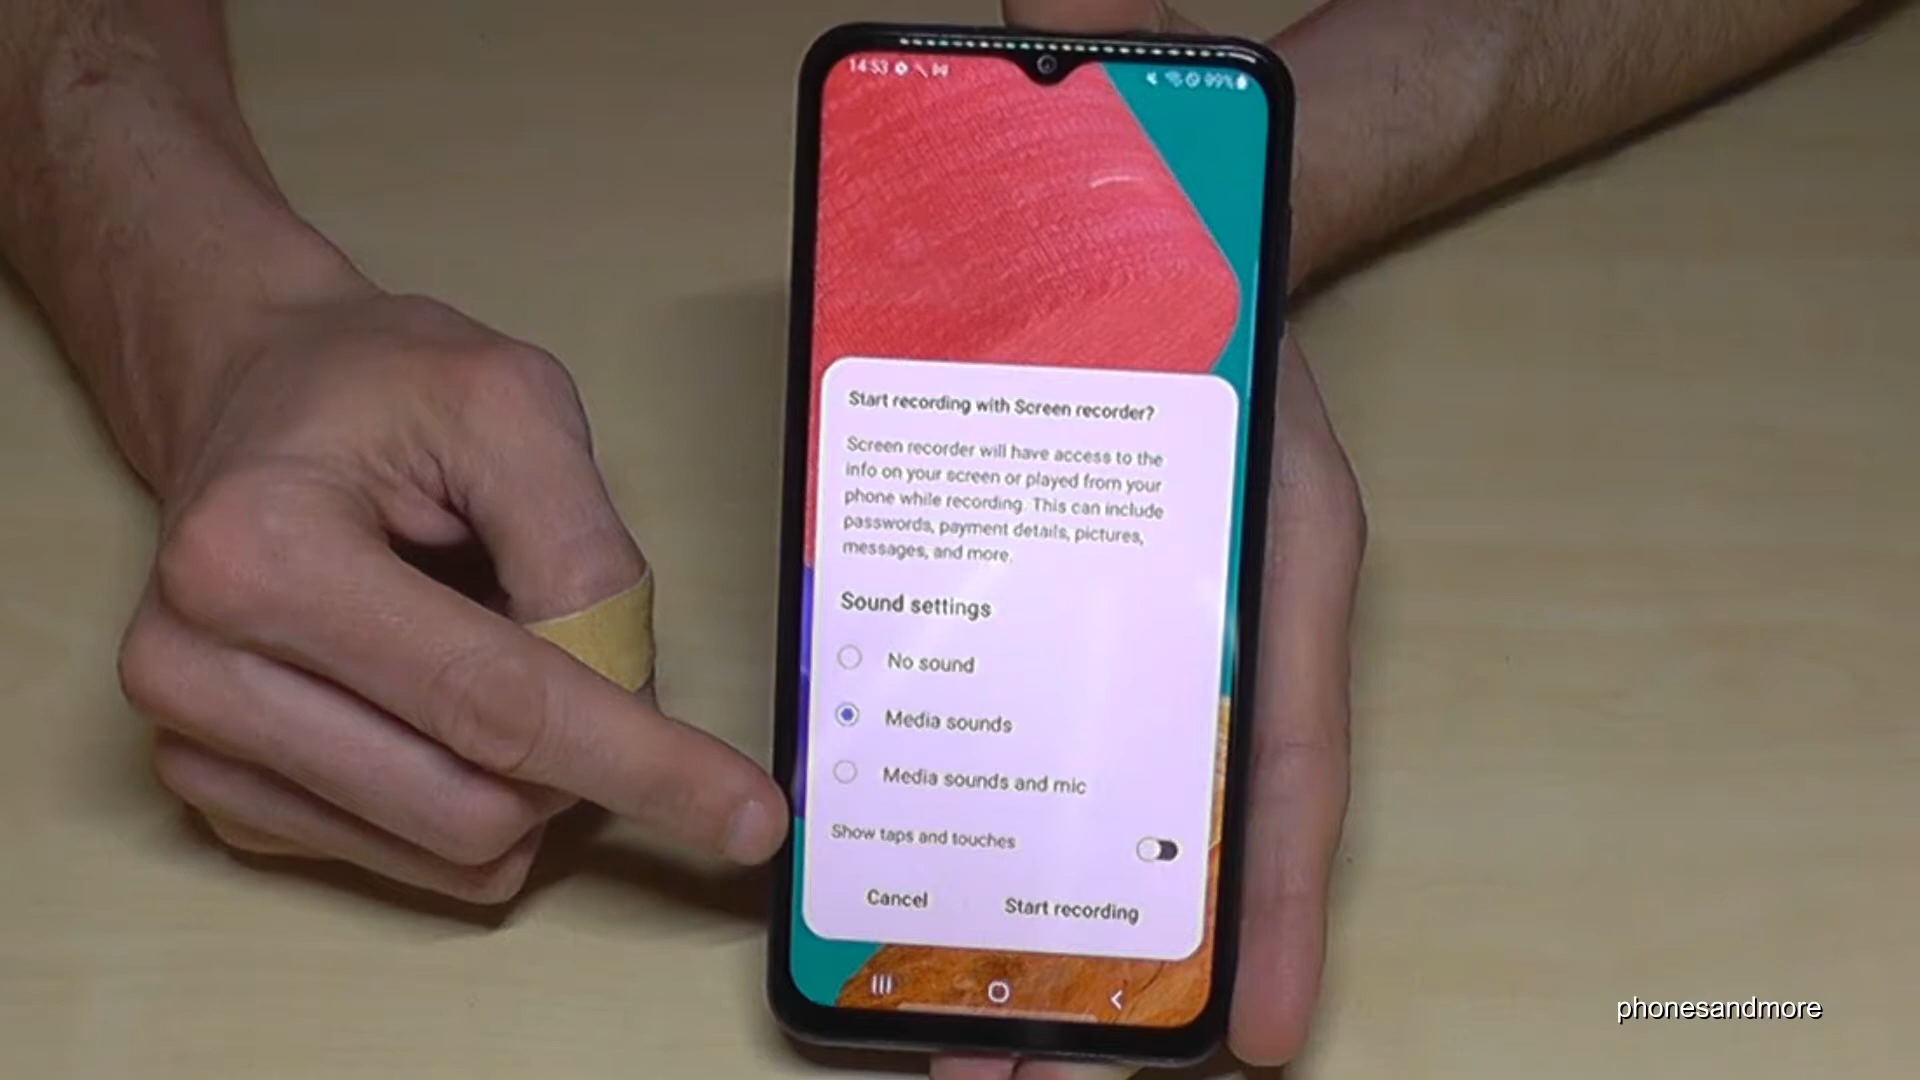 14:53
99%
Start recording with Screen recorder?
Screen recorder will have access to the
info on your screen or played from your
phone while recording. This can include
passwords, payment details, pictures,
messages, and more.
Sound settings
No sound
Media sounds
Media sounds and mic
Show taps and touches
Cancel
Start recording
phonesandmore